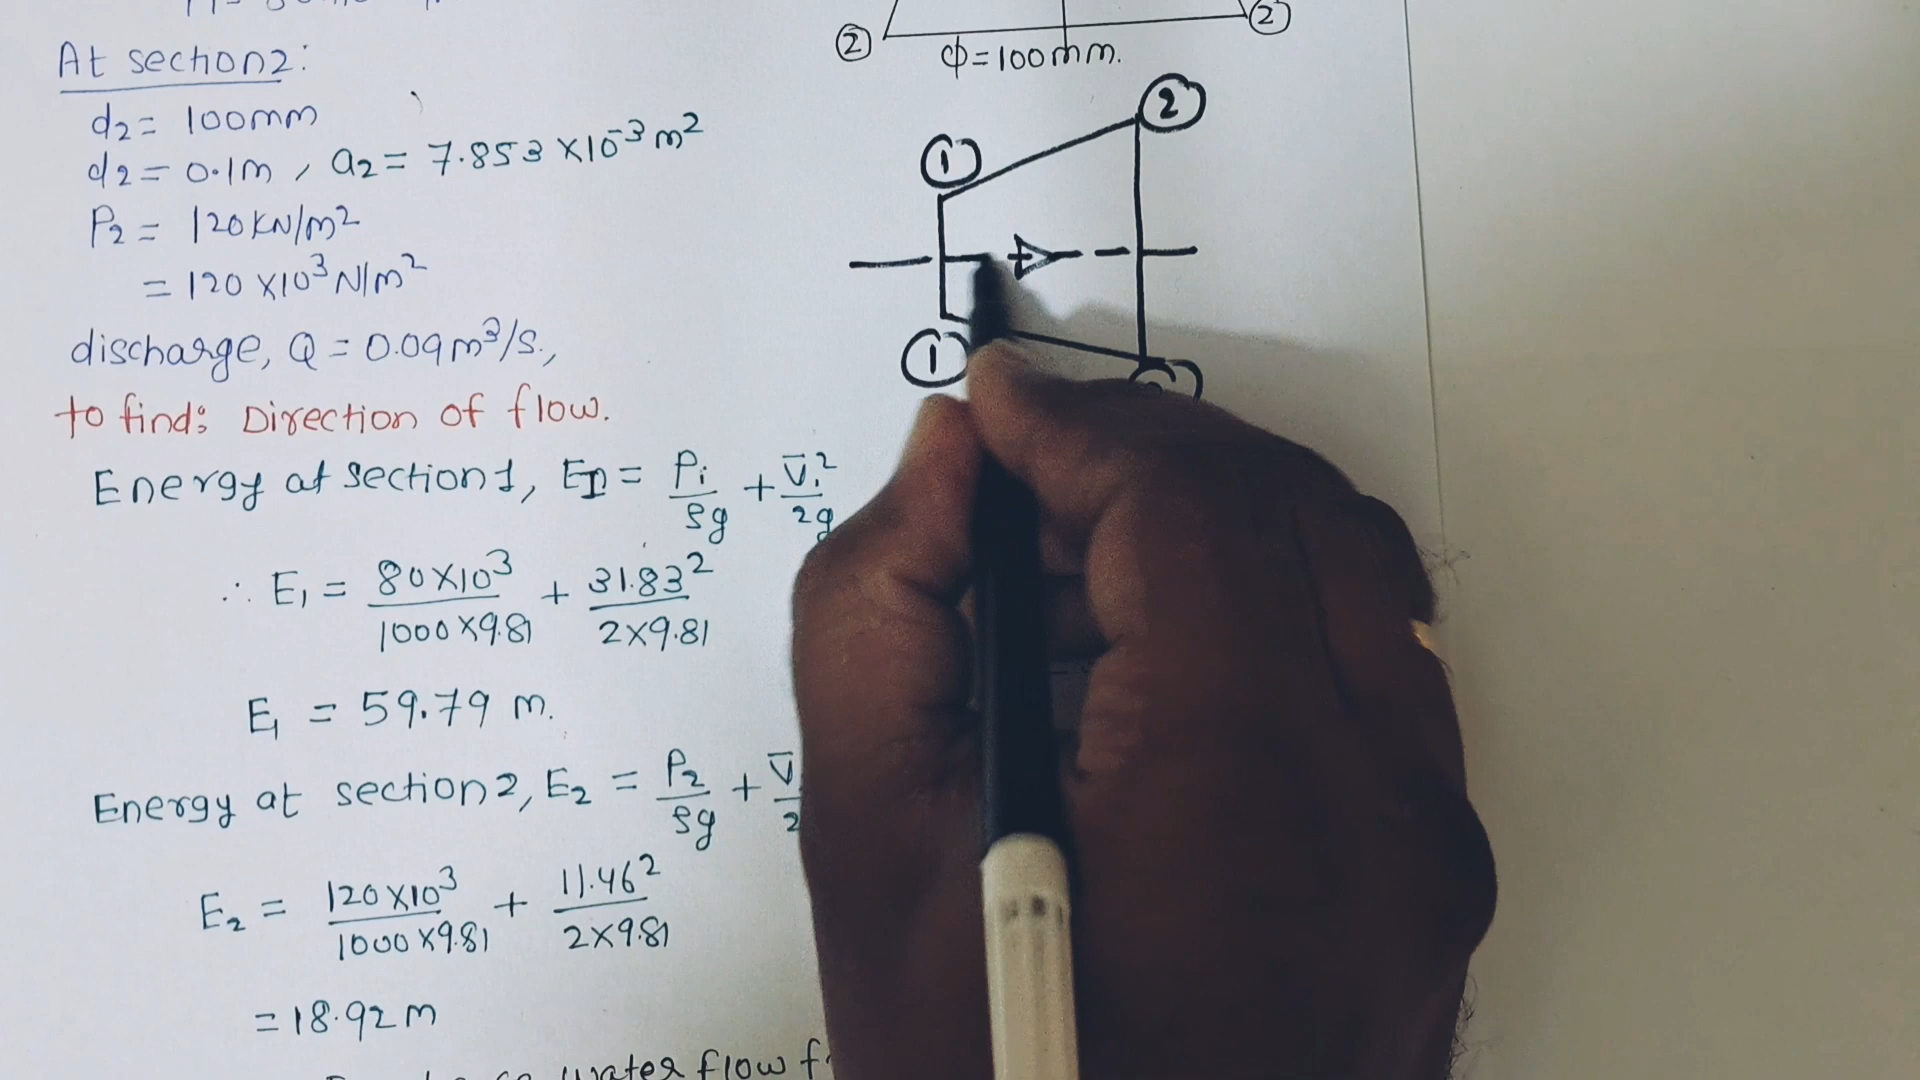 At section2:
d2 = 100mm
d2 = 0.1m, a2 = 7.853 ×10⁻³ m²
P2 = 120 KN/m²
= 120 ×10³ N/m²
discharge, Q = 0.09 m³/s.,
to find: Direction of flow.
Energy at section 1, E1 = P1/ρg + V̄1²/2g
∴ E1 = 80×10³/1000×9.81 + 31.83²/2×9.81
E1 = 59.79 m.
Energy at section 2, E2 = P2/ρg + V̄
E2 = 120×10³/1000×9.81 + 11.46²/2×9.81
= 18.92 m
water flow
② ②
ϕ = 100mm.
②
①
①